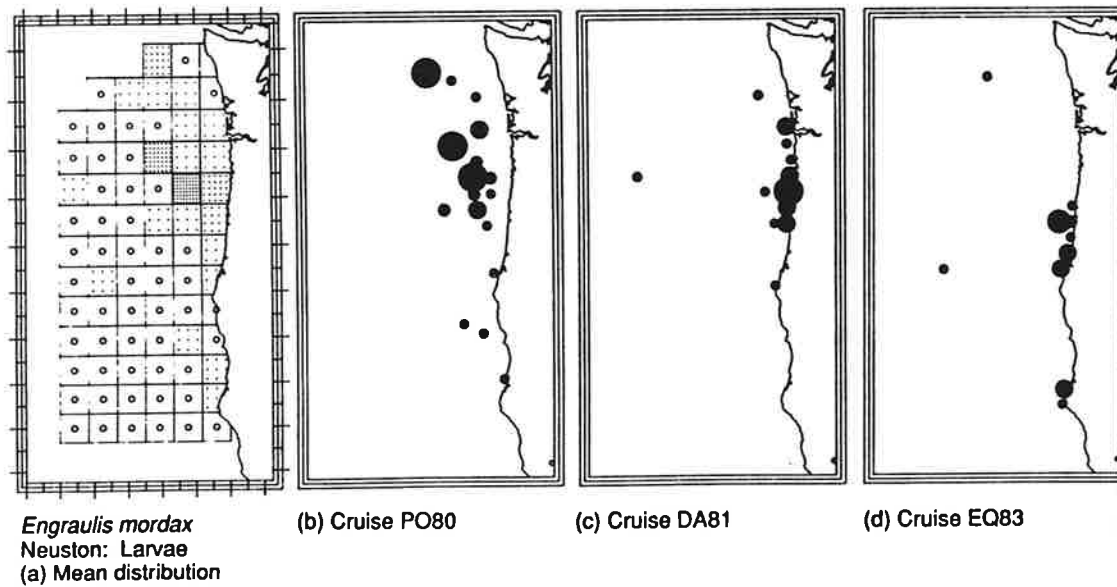 Engraulis mordax
Neuston: Larvae
(a) Mean distribution
(b) Cruise PO80
(c) Cruise DA81
(d) Cruise EQ83